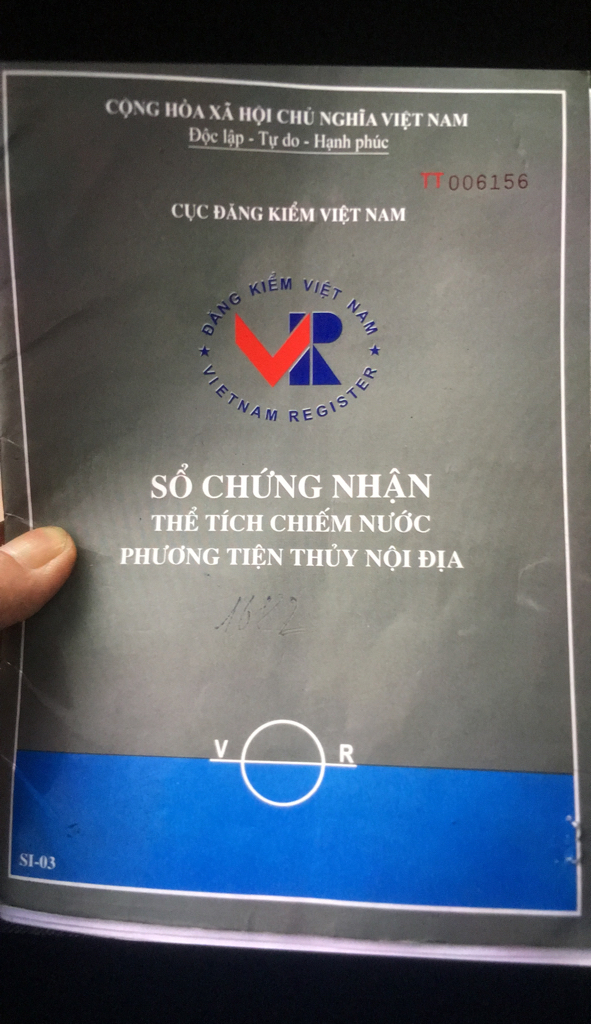 CỘNG HÒA XÃ HỘI CHỦ NGHĨA VIỆT NAM
Độc lập - Tự do - Hạnh phúc
TT 006156
CỤC ĐĂNG KIỂM VIỆT NAM
ĐĂNG KIỂM VIỆT NAM
VR
VIETNAM REGISTER
SỔ CHỨNG NHẬN
THỂ TÍCH CHIẾM NƯỚC
PHƯƠNG TIỆN THỦY NỘI ĐỊA
V R
SI-03